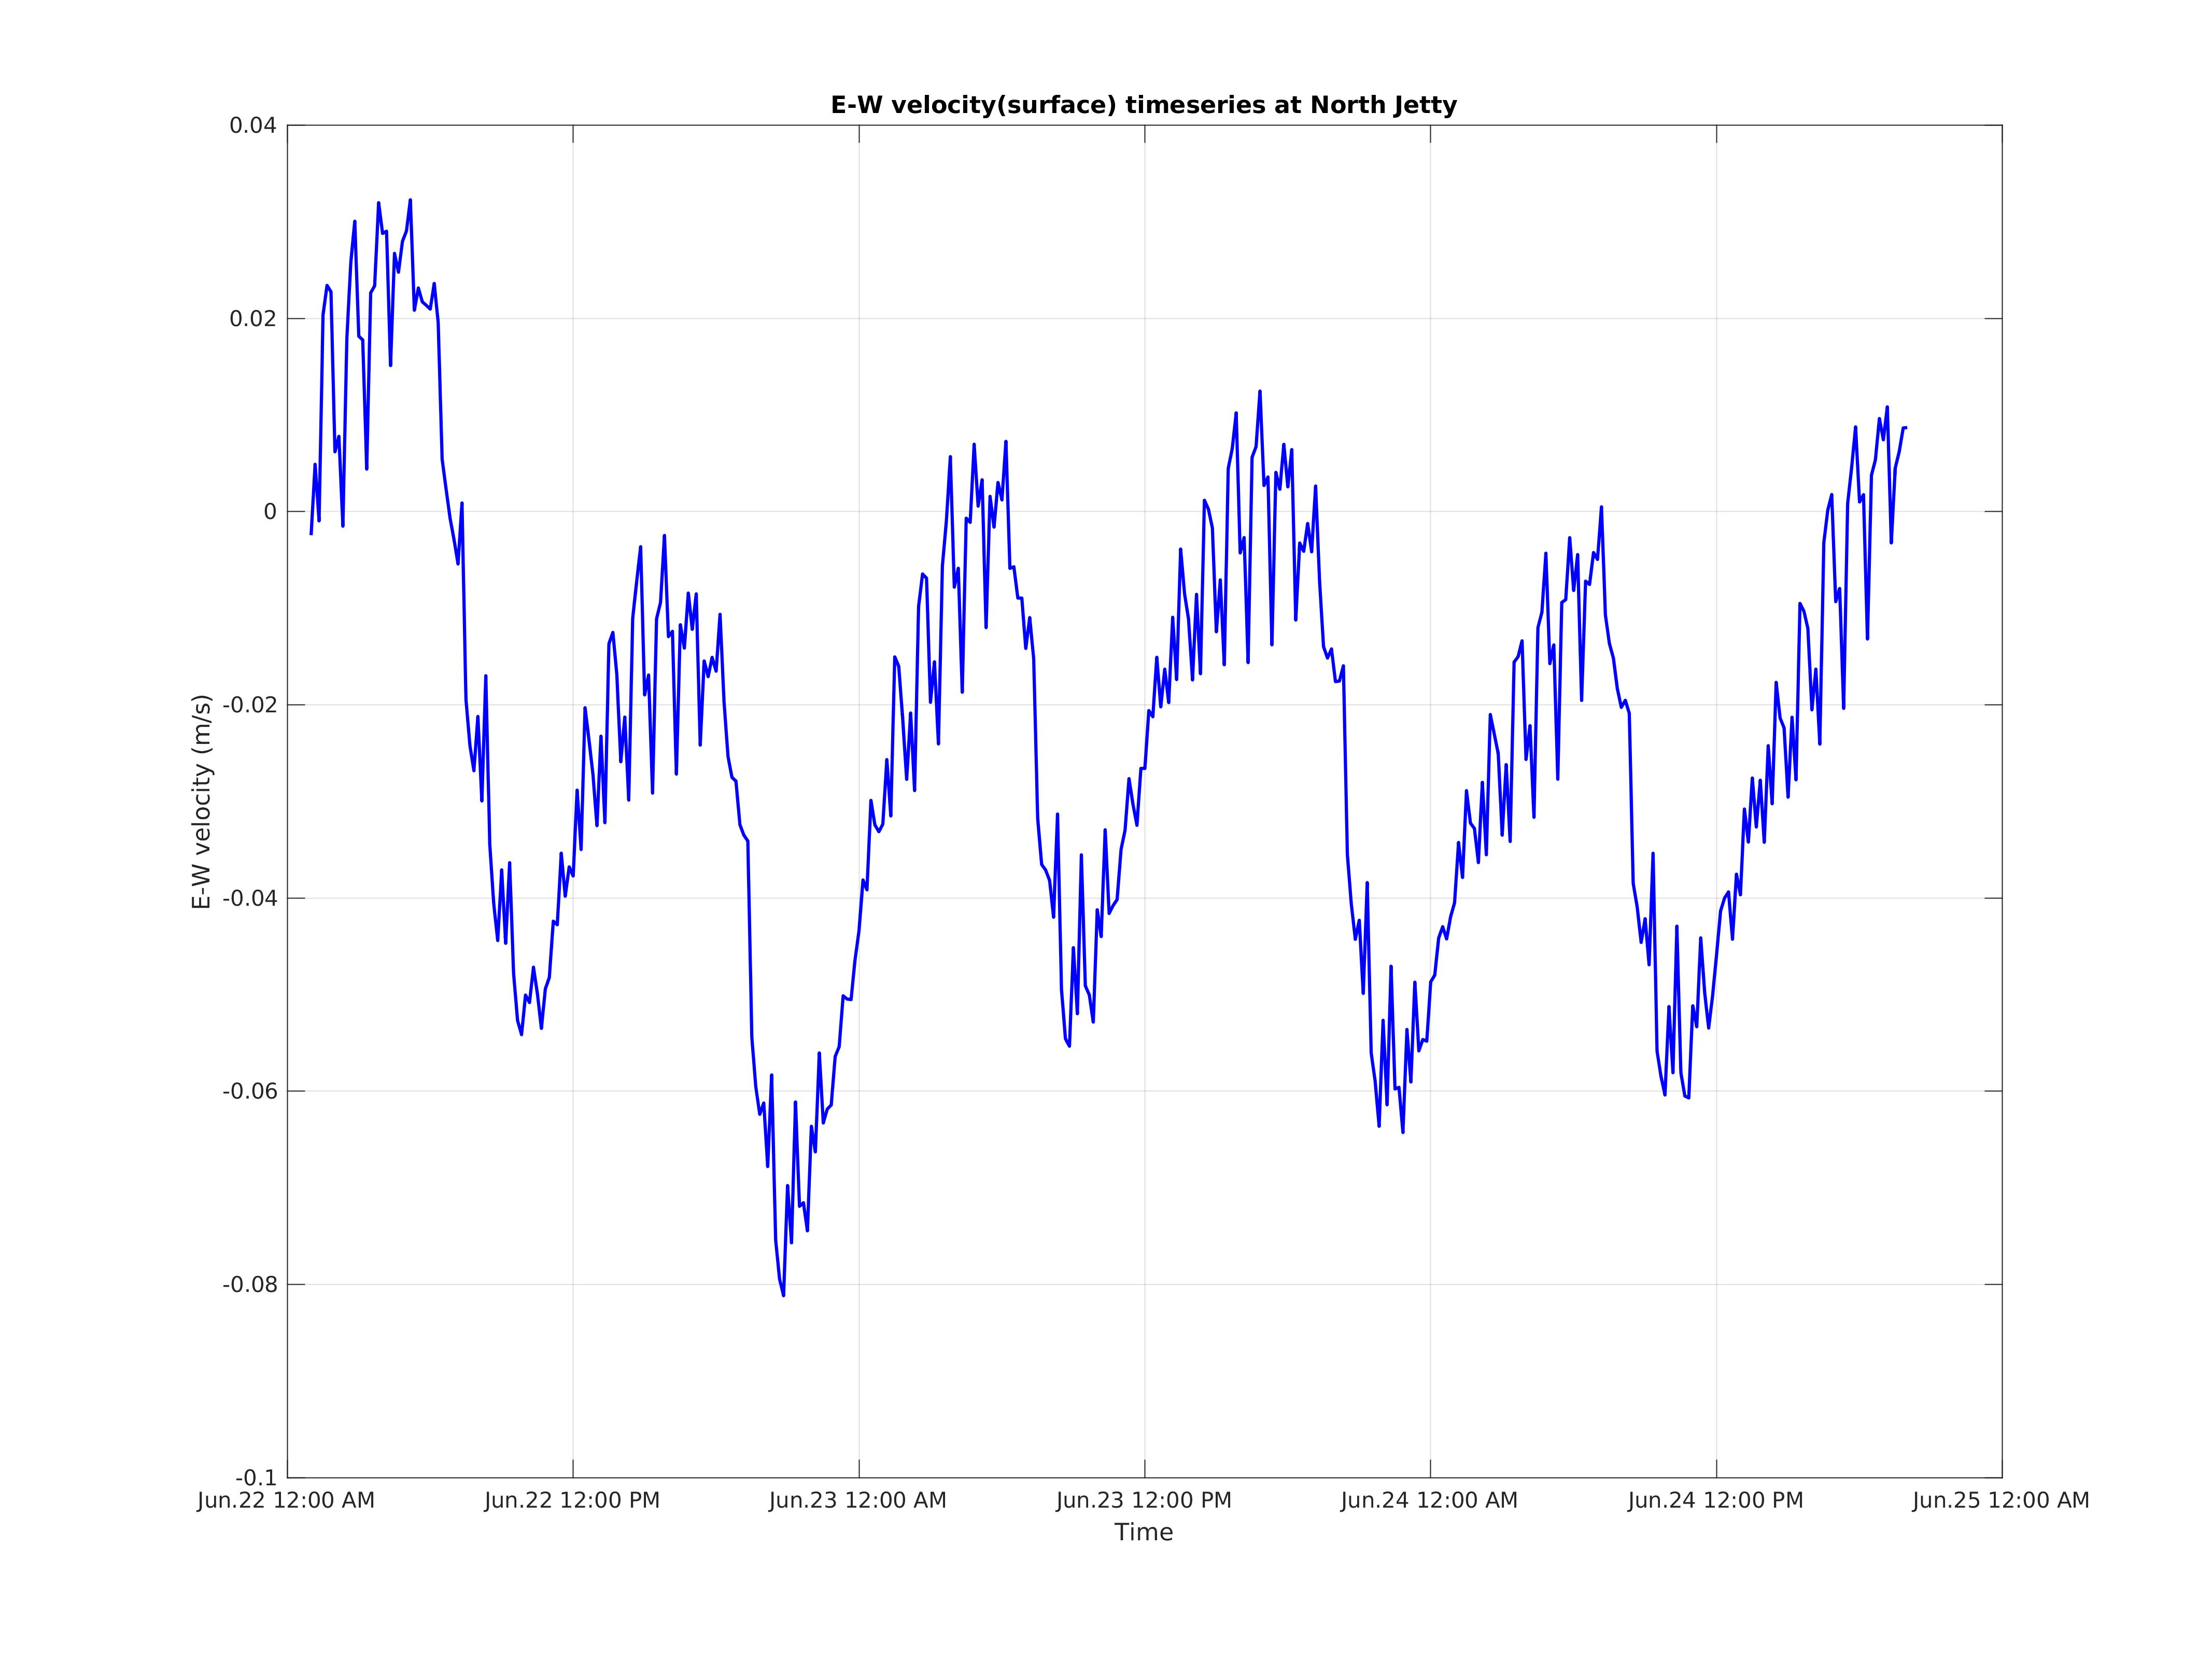 E-W velocity(surface) timeseries at North Jetty
0.04
0.02
0
-0.02
-0.04
-0.06
-0.08
-0.1
E-W velocity (m/s)
Jun.22 12:00 AM
Jun.22 12:00 PM
Jun.23 12:00 AM
Jun.23 12:00 PM
Jun.24 12:00 AM
Jun.24 12:00 PM
Jun.25 12:00 AM
Time